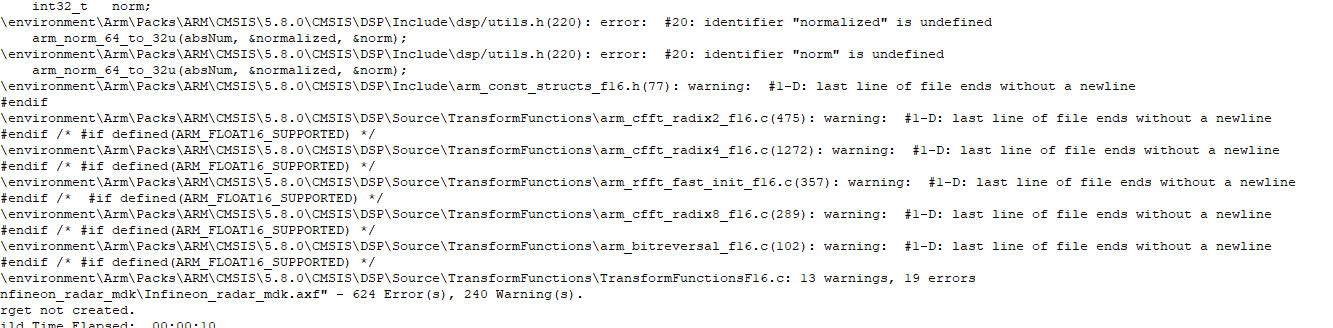 int32_t   norm;
\environment\Arm\Packs\ARM\CMSIS\5.8.0\CMSIS\DSP\Include\dsp/utils.h(220): error:  #20: identifier "normalized" is undefined
arm_norm_64_to_32u(absNum, &normalized, &norm);
\environment\Arm\Packs\ARM\CMSIS\5.8.0\CMSIS\DSP\Include\dsp/utils.h(220): error:  #20: identifier "norm" is undefined
arm_norm_64_to_32u(absNum, &normalized, &norm);
\environment\Arm\Packs\ARM\CMSIS\5.8.0\CMSIS\DSP\Include\arm_const_structs_f16.h(77): warning:  #1-D: last line of file ends without a newline
#endif
\environment\Arm\Packs\ARM\CMSIS\5.8.0\CMSIS\DSP\Source\TransformFunctions\arm_cfft_radix2_f16.c(475): warning:  #1-D: last line of file ends without a newline
#endif /* #if defined(ARM_FLOAT16_SUPPORTED) */
\environment\Arm\Packs\ARM\CMSIS\5.8.0\CMSIS\DSP\Source\TransformFunctions\arm_cfft_radix4_f16.c(1272): warning:  #1-D: last line of file ends without a newline
#endif /* #if defined(ARM_FLOAT16_SUPPORTED) */
\environment\Arm\Packs\ARM\CMSIS\5.8.0\CMSIS\DSP\Source\TransformFunctions\arm_rfft_fast_init_f16.c(357): warning:  #1-D: last line of file ends without a newline
#endif /*  #if defined(ARM_FLOAT16_SUPPORTED) */
\environment\Arm\Packs\ARM\CMSIS\5.8.0\CMSIS\DSP\Source\TransformFunctions\arm_cfft_radix8_f16.c(289): warning:  #1-D: last line of file ends without a newline
#endif /* #if defined(ARM_FLOAT16_SUPPORTED) */
\environment\Arm\Packs\ARM\CMSIS\5.8.0\CMSIS\DSP\Source\TransformFunctions\arm_bitreversal_f16.c(102): warning:  #1-D: last line of file ends without a newline
#endif /* #if defined(ARM_FLOAT16_SUPPORTED) */
\environment\Arm\Packs\ARM\CMSIS\5.8.0\CMSIS\DSP\Source\TransformFunctions\TransformFunctionsF16.c: 13 warnings, 19 errors
nfineon_radar_mdk\Infineon_radar_mdk.axf" - 624 Error(s), 240 Warning(s).
rget not created.
ild Time Elapsed:  00:00:10